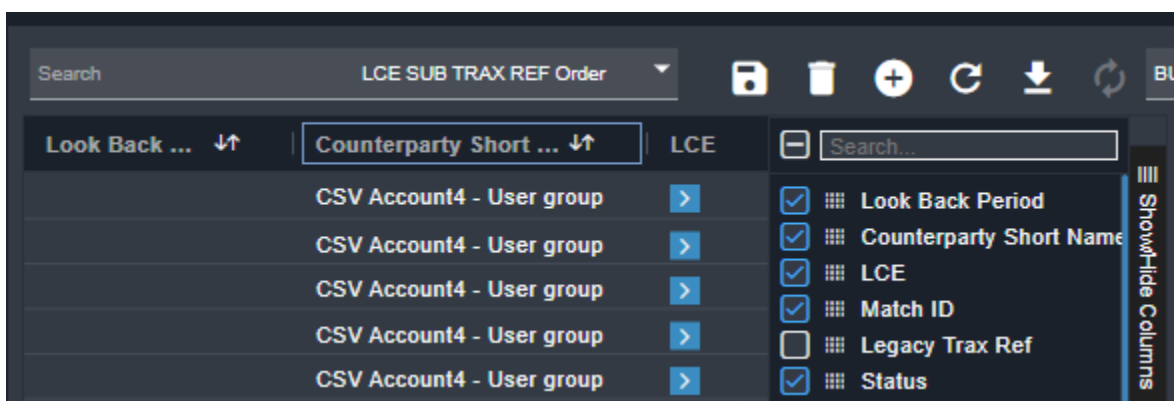 Search LCE SUB TRAX REF Order
Look Back ... Counterparty Short ... LCE
Search...
CSV Account4 - User group
CSV Account4 - User group
CSV Account4 - User group
CSV Account4 - User group
CSV Account4 - User group
Look Back Period
Counterparty Short Name
LCE
Match ID
Legacy Trax Ref
Status
Show/Hide Columns